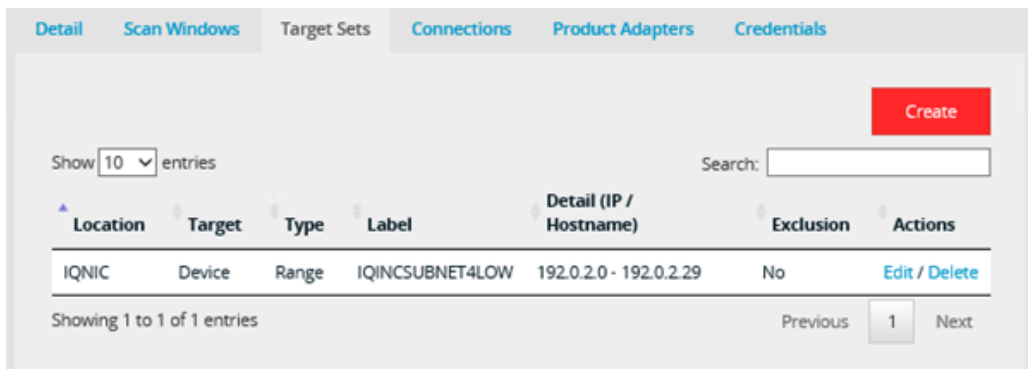 Detail Scan Windows Target Sets Connections Product Adapters Credentials
Create
Show 10 entries Search:
Location Target Type Label Detail (IP / Hostname) Exclusion Actions
IQNIC Device Range IQINCSUBNET4LOW 192.0.2.0 - 192.0.2.29 No Edit / Delete
Showing 1 to 1 of 1 entries Previous 1 Next